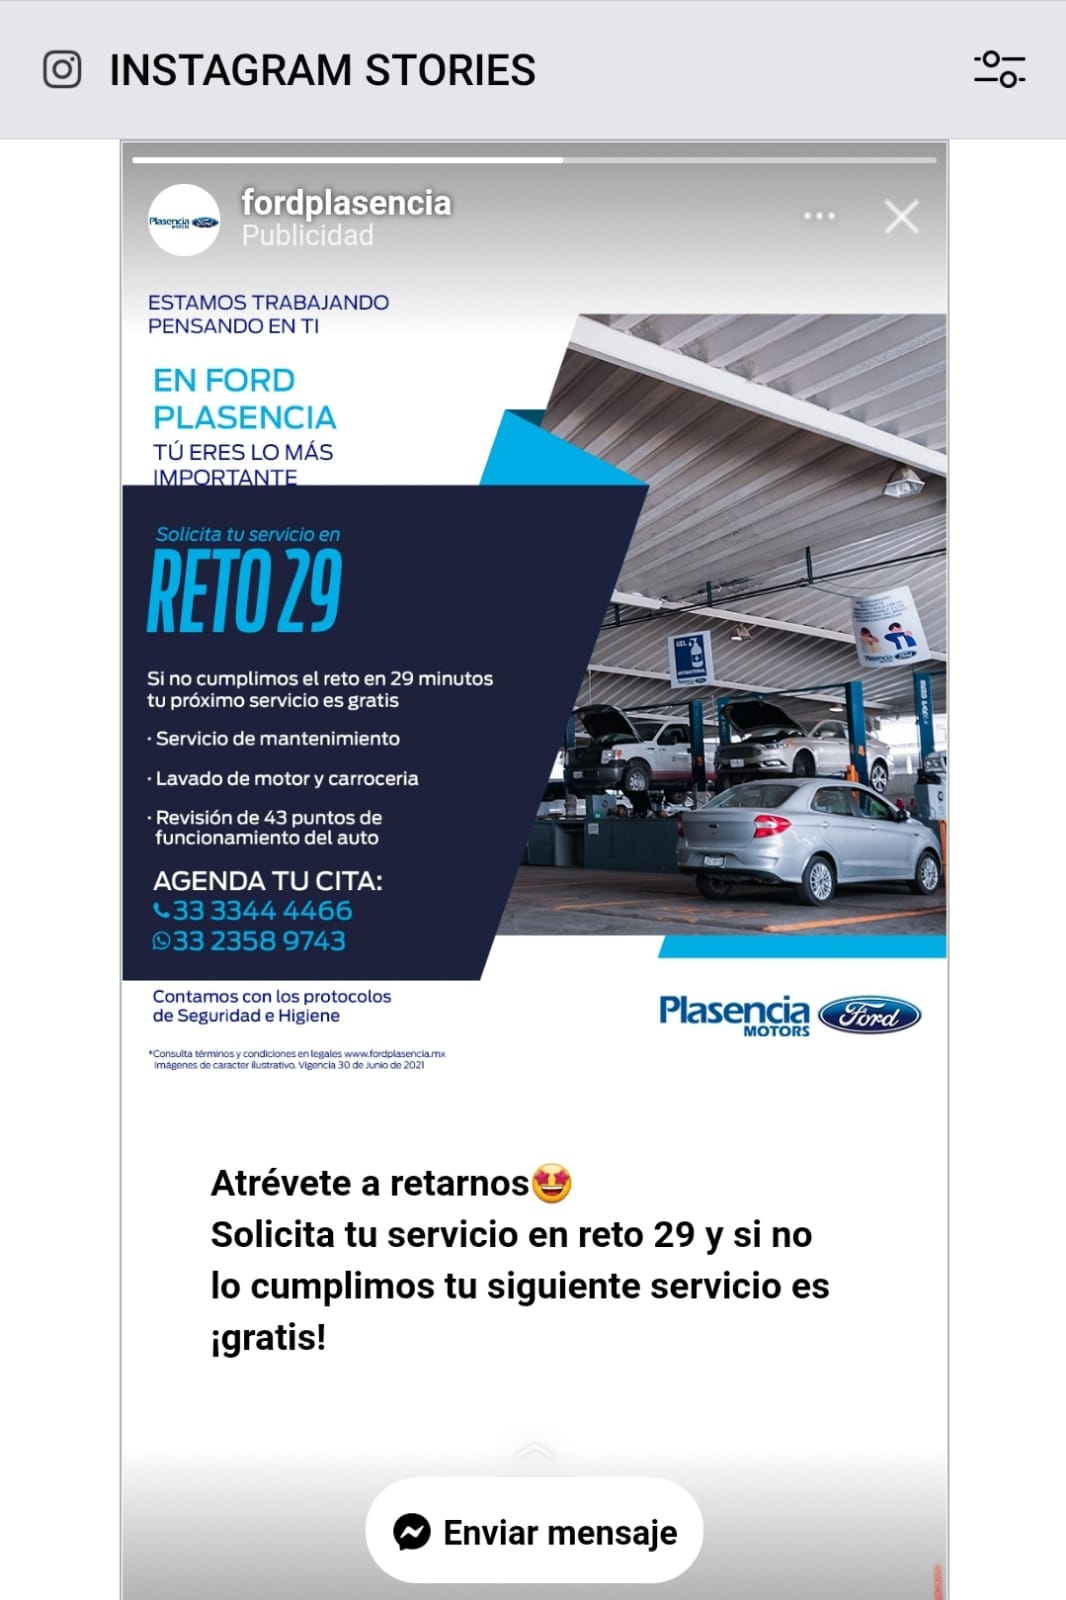 INSTAGRAM STORIES
fordplasencia
Publicidad
Plasencia
ESTAMOS TRABAJANDO
PENSANDO EN TI
EN FORD
PLASENCIA
TÚ ERES LO MÁS
IMPORTANTE
Solicita tu servicio en
RETO 29
Si no cumplimos el reto en 29 minutos
tu próximo servicio es gratis
· Servicio de mantenimiento
· Lavado de motor y carroceria
· Revisión de 43 puntos de
funcionamiento del auto
AGENDA TU CITA:
33 3344 4466
33 2358 9743
GEL
Contamos con los protocolos
de Seguridad e Higiene
Plasencia
MOTORS
Ford
*Consulta términos y condiciones en legales www.fordplasencia.mx
Imágenes de caracter ilustrativo. Vigencia 30 de Junio de 2021
Atrévete a retarnos🤩
Solicita tu servicio en reto 29 y si no
lo cumplimos tu siguiente servicio es
¡gratis!
Enviar mensaje